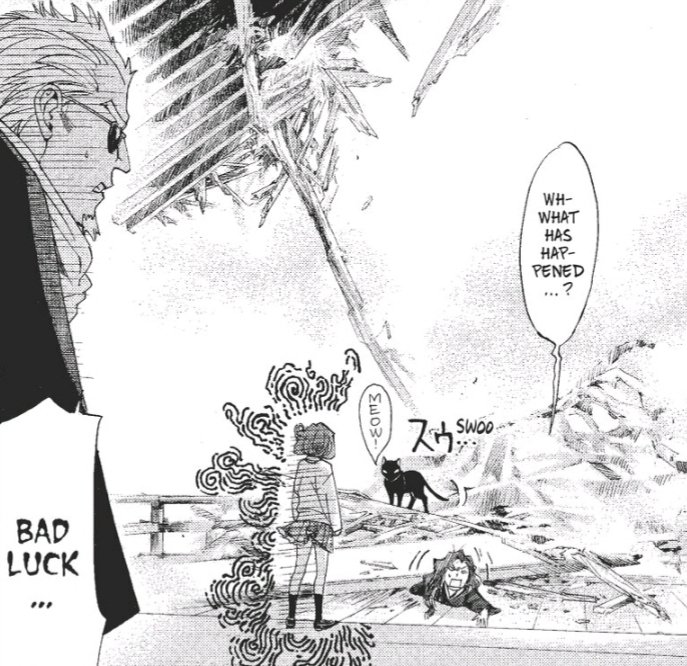 WH-
WHAT
HAS
HAP-
PENED
...?
MEOW!
スゥ
SWOO
...
BAD
LUCK
...